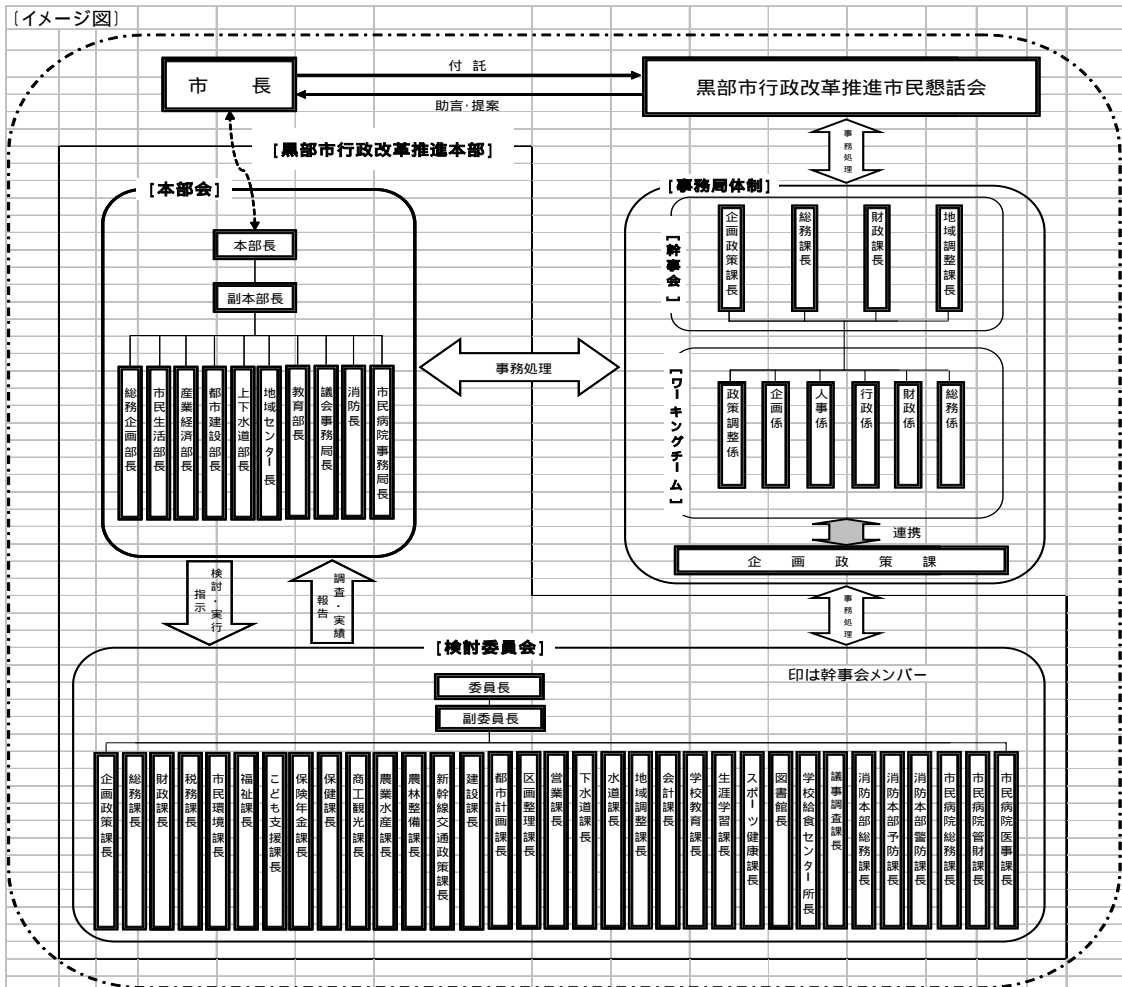 〔イメージ図〕
市　長
付　託
助言・提案
黒部市行政改革推進市民懇話会
事務処理
[黒部市行政改革推進本部]
[本部会]
本部長
副本部長
総務企画部長
市民生活部長
産業経済部長
都市建設部長
上下水道部長
地域センター長
教育部長
議会事務局長
消防長
市民病院事務局長
事務処理
[事務局体制]
[幹事会]
企画政策課長
総務課長
財政課長
地域調整課長
[ワーキングチーム]
政策調整係
企画係
人事係
行政係
財政係
総務係
連携
企　画　政　策　課
検討・実行
指示
調査・実績
報告
事務処理
[検討委員会]
印は幹事会メンバー
委員長
副委員長
企画政策課長
総務課長
財政課長
税務課長
市民環境課長
福祉課長
こども支援課長
保険年金課長
保健課長
商工観光課長
農業水産課長
農林整備課長
新幹線交通政策課長
建設課長
都市計画課長
区画整理課長
営業課長
下水道課長
水道課長
地域調整課長
会計課長
学校教育課長
生涯学習課長
スポーツ健康課長
図書館長
学校給食センター所長
議事調査課長
消防本部総務課長
消防本部予防課長
消防本部警防課長
市民病院総務課長
市民病院管財課長
市民病院医事課長